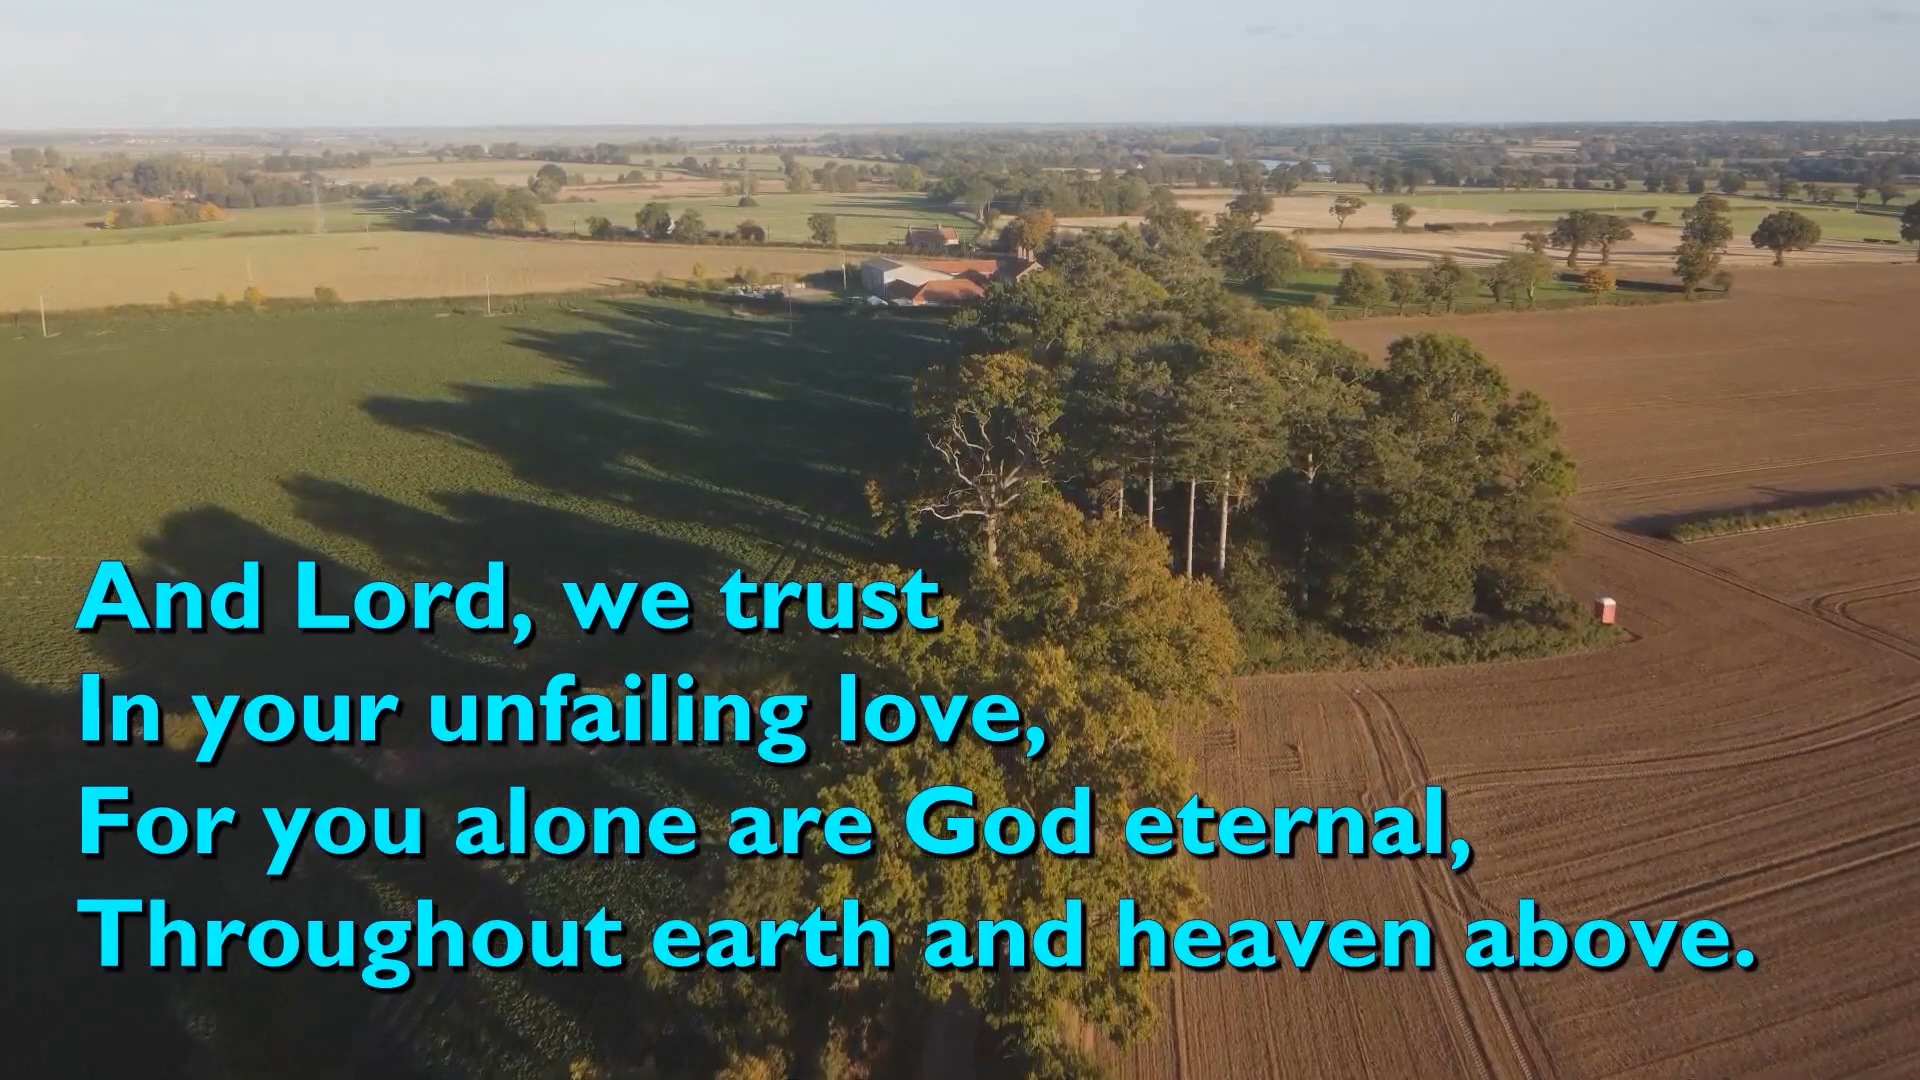 And Lord, we trust
In your unfailing love,
For you alone are God eternal,
Throughout earth and heaven above.